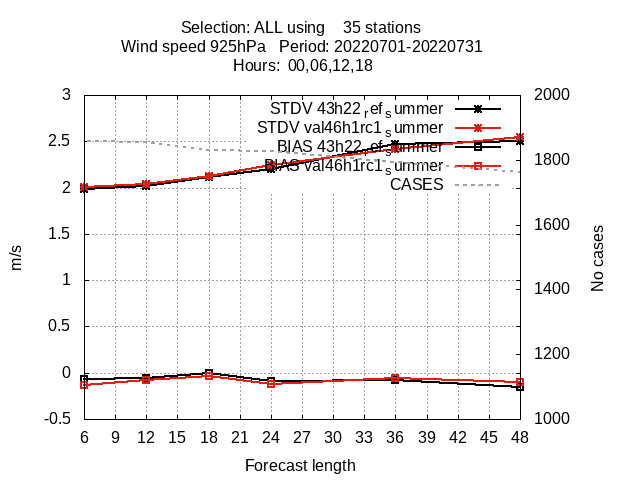 Selection: ALL using 35 stations
Wind speed 925hPa Period: 20220701-20220731
Hours: 00,06,12,18
STDV 43h22_ref_summer
STDV val46h1rc1_summer
BIAS 43h22_ref_summer
BIAS val46h1rc1_summer
CASES
3
2.5
2
1.5
1
0.5
0
-0.5
2000
1800
1600
1400
1200
1000
m/s
No cases
6 9 12 15 18 21 24 27 30 33 36 39 42 45 48
Forecast length